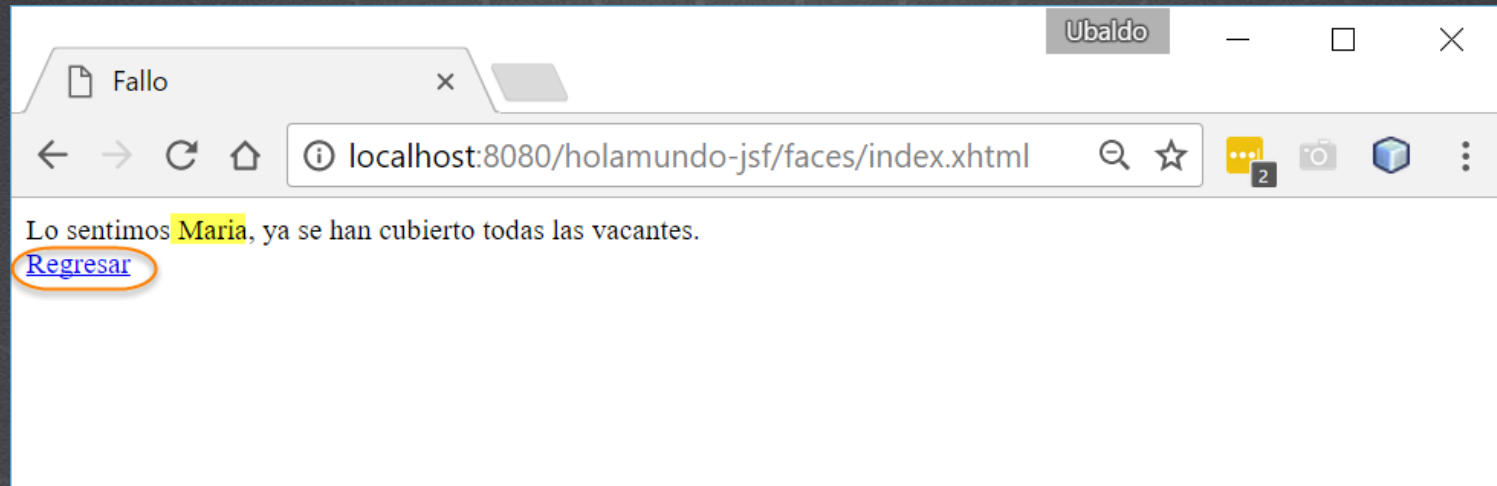 Ubaldo
Fallo
localhost:8080/holamundo-jsf/faces/index.xhtml
2
Lo sentimos Maria, ya se han cubierto todas las vacantes.
Regresar